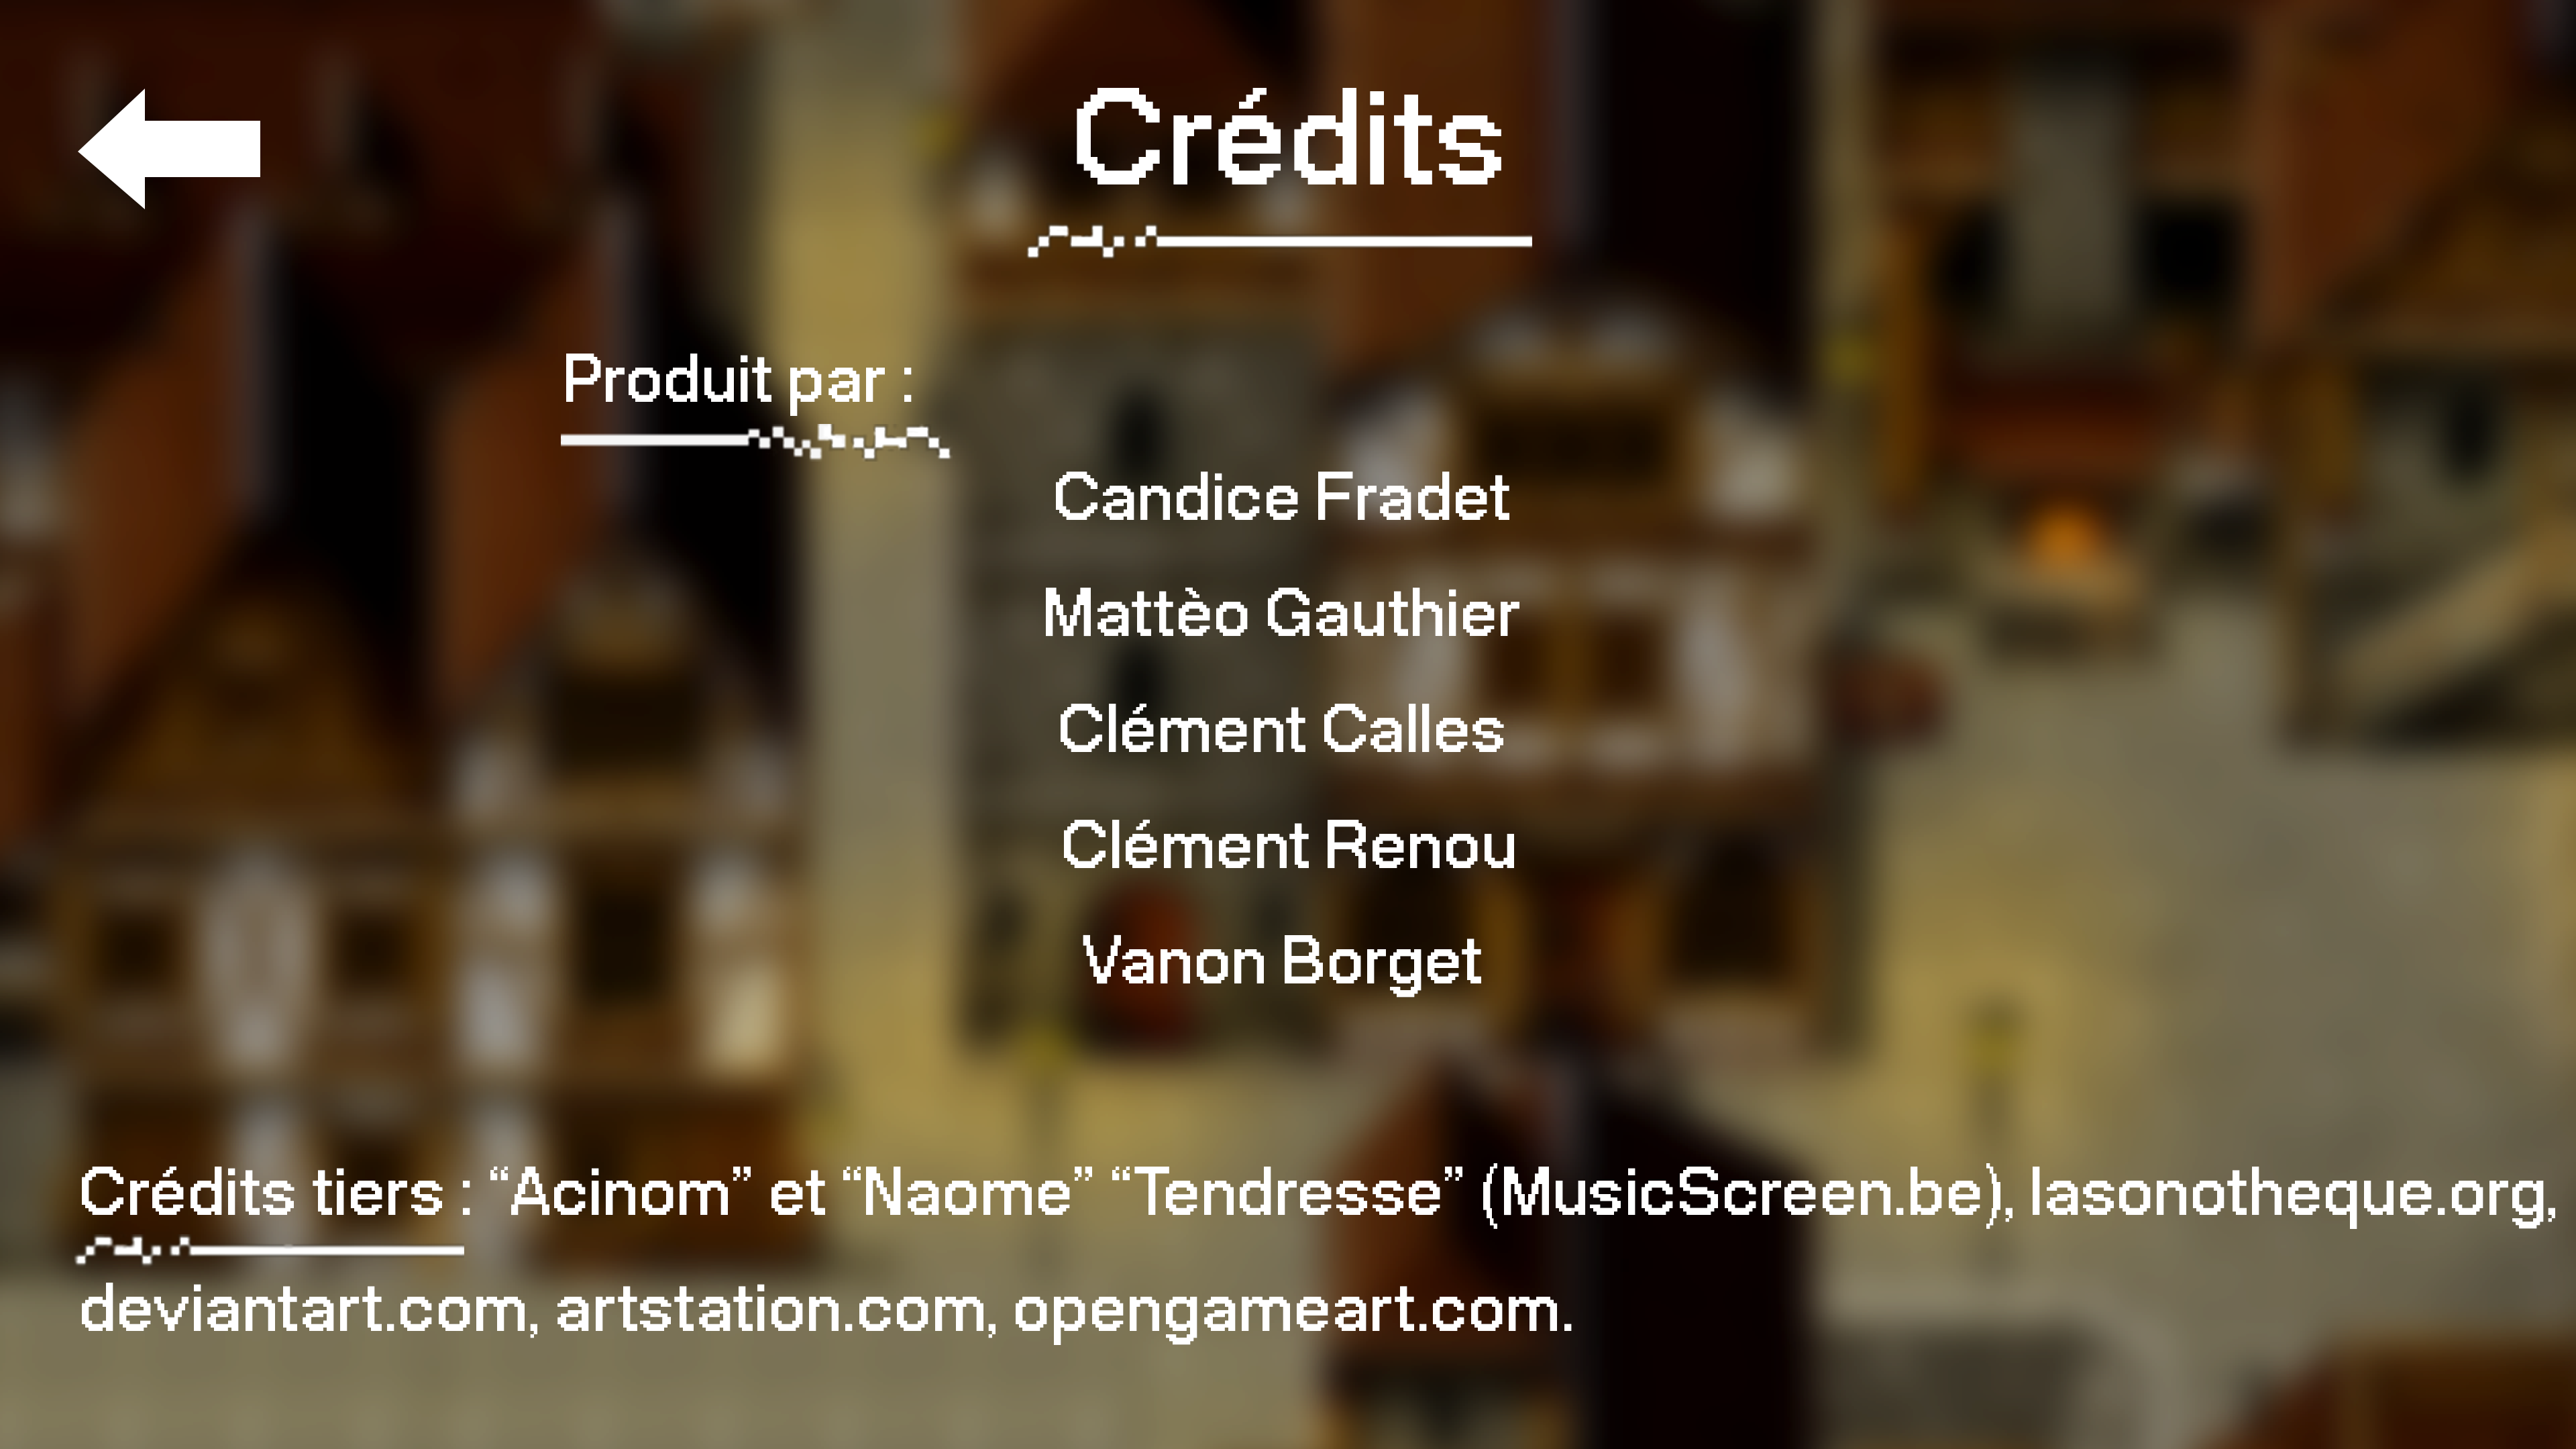 Crédits
Produit par :
Candice Fradet
Mattèo Gauthier
Clément Calles
Clément Renou
Vanon Borget
Crédits tiers : “Acinom” et “Naome” “Tendresse” (MusicScreen.be), lasonotheque.org,
deviantart.com, artstation.com, opengameart.com.